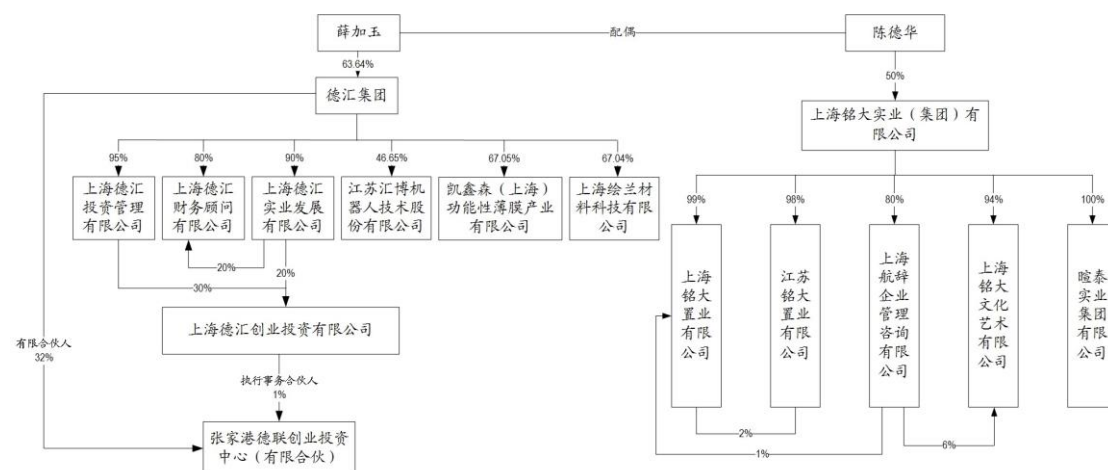 薛加玉
配偶
陈德华
63.64%
50%
德汇集团
上海铭大实业（集团）有
限公司
95%
80%
90%
46.65%
67.05%
67.04%
上海德汇
投资管理
有限公司
上海德汇
财务顾问
有限公司
上海德汇
实业发展
有限公司
江苏汇博机
器人技术股
份有限公司
凯鑫森（上海）
功能性薄膜产业
有限公司
上海绘兰材
料科技有限公
司
20%
20%
30%
上海德汇创业投资有限公司
有限合伙人
32%
执行事务合伙人
1%
张家港德联创业投资
中心（有限合伙）
99%
98%
80%
94%
100%
上海
铭大
置业
有限
公司
江苏
铭大
置业
有限
公司
上海
航辞
企业
管理
咨询
有限
公司
上海
铭大
文化
艺术
有限
公司
暄泰
实业
集团
有限
公司
2%
1%
6%